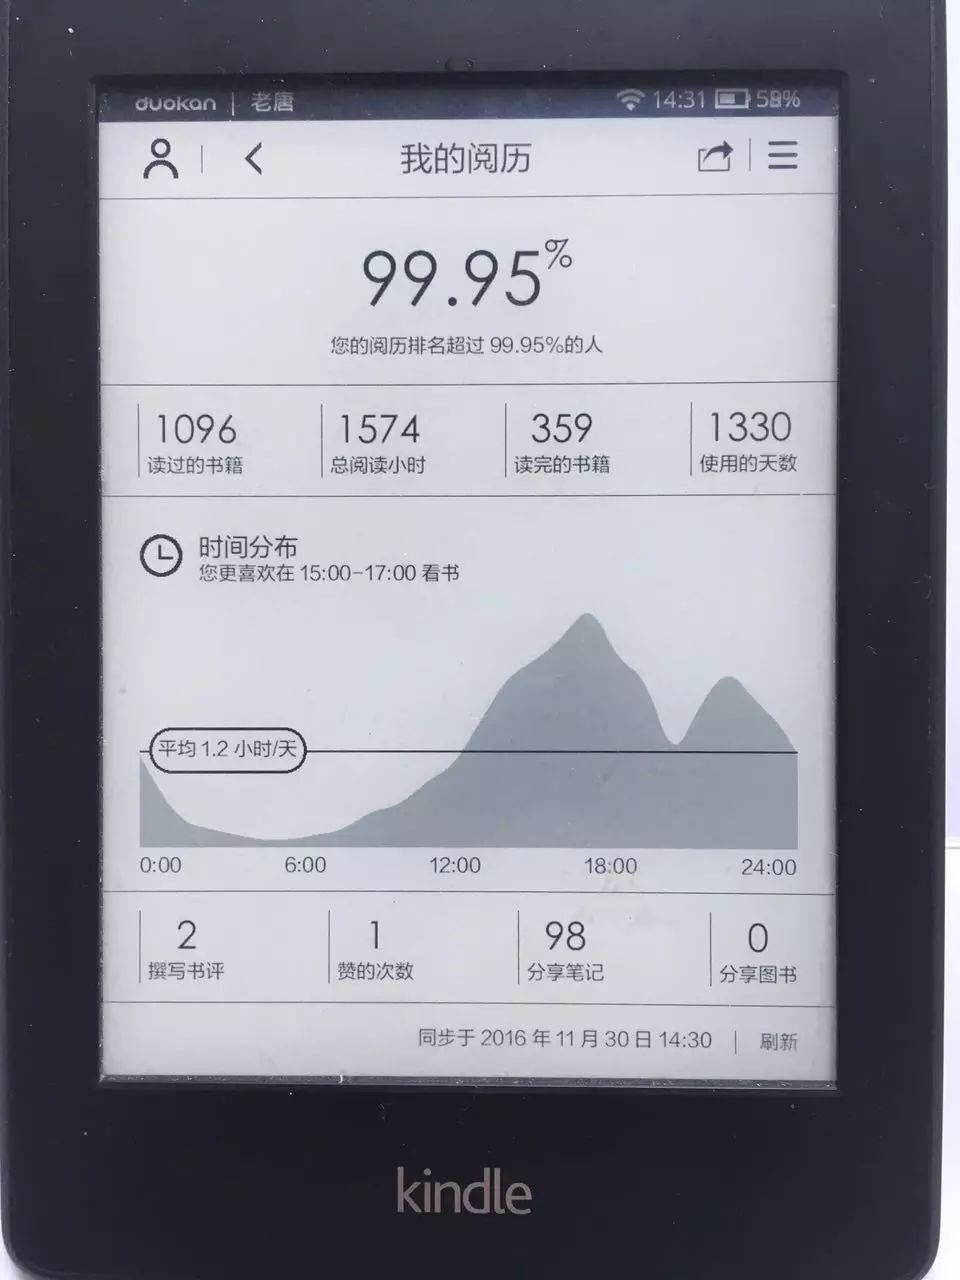 duokan | 老唐 14:31 58%
我的阅历
99.95%
您的阅历排名超过 99.95%的人
1096 1574 359 1330
读过的书籍 总阅读小时 读完的书籍 使用的天数
时间分布
您更喜欢在 15:00-17:00 看书
平均 1.2 小时/天
0:00 6:00 12:00 18:00 24:00
2 1 98 0
撰写书评 赞的次数 分享笔记 分享图书
同步于 2016 年 11 月 30 日 14:30 | 刷新
kindle